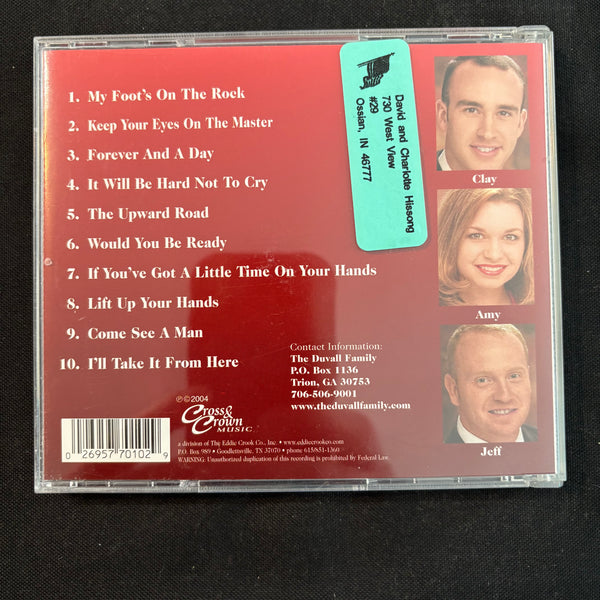 1. My Foot's On The Rock
2. Keep Your Eyes On The Master
3. Forever And A Day
4. It Will Be Hard Not To Cry
5. The Upward Road
6. Would You Be Ready
7. If You've Got A Little Time On Your Hands
8. Lift Up Your Hands
9. Come See A Man
10. I'll Take It From Here
David and Charlotte Hissong
730 West View
#29
Ossian, IN 46777
Clay
Amy
Jeff
Contact Information:
The Duvall Family
P.O. Box 1136
Trion, GA 30753
706-506-9001
www.theduvallfamily.com
℗©2004
Cross&
Crown
MUSIC
a division of The Eddie Crook Co., Inc. • www.eddiecrookco.com
P.O. Box 989 • Goodlettsville, TN 37070 • phone 615/851-1360
WARNING: Unauthorized duplication of this recording is prohibited by Federal Law.
0 26957 70102 9